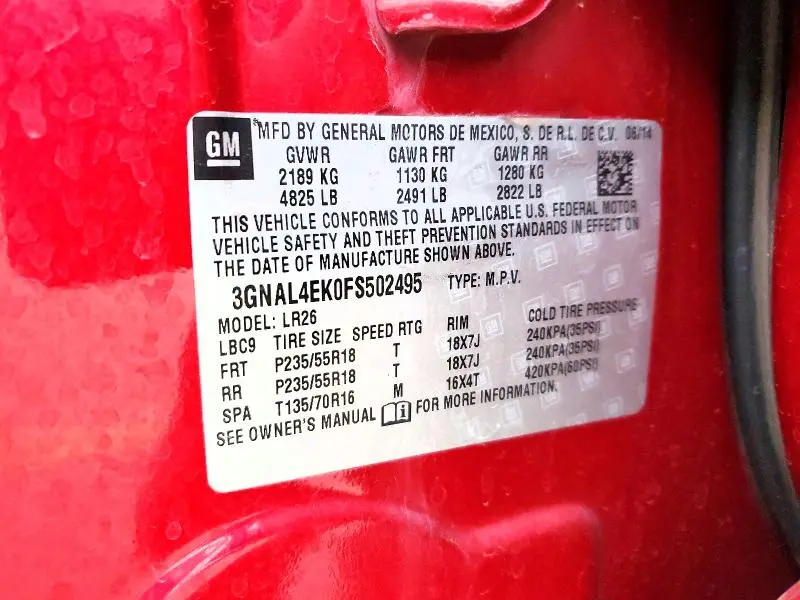 GM
*MFD BY GENERAL MOTORS DE MEXICO, S. DE R.L. DE C.V. 06/14
GVWR GAWR FRT GAWR RR
2189 KG 1130 KG 1280 KG
4825 LB 2491 LB 2822 LB
THIS VEHICLE CONFORMS TO ALL APPLICABLE U.S. FEDERAL MOTOR
VEHICLE SAFETY AND THEFT PREVENTION STANDARDS IN EFFECT ON
THE DATE OF MANUFACTURE SHOWN ABOVE.
3GNAL4EK0FS502495 TYPE: M.P.V.
MODEL: LR26
LBC9 TIRE SIZE SPEED RTG RIM COLD TIRE PRESSURE
FRT P235/55R18 T 18X7J 240KPA(35PSI)
RR P235/55R18 T 18X7J 240KPA(35PSI)
SPA T135/70R16 M 16X4T 420KPA(60PSI)
SEE OWNER'S MANUAL FOR MORE INFORMATION.